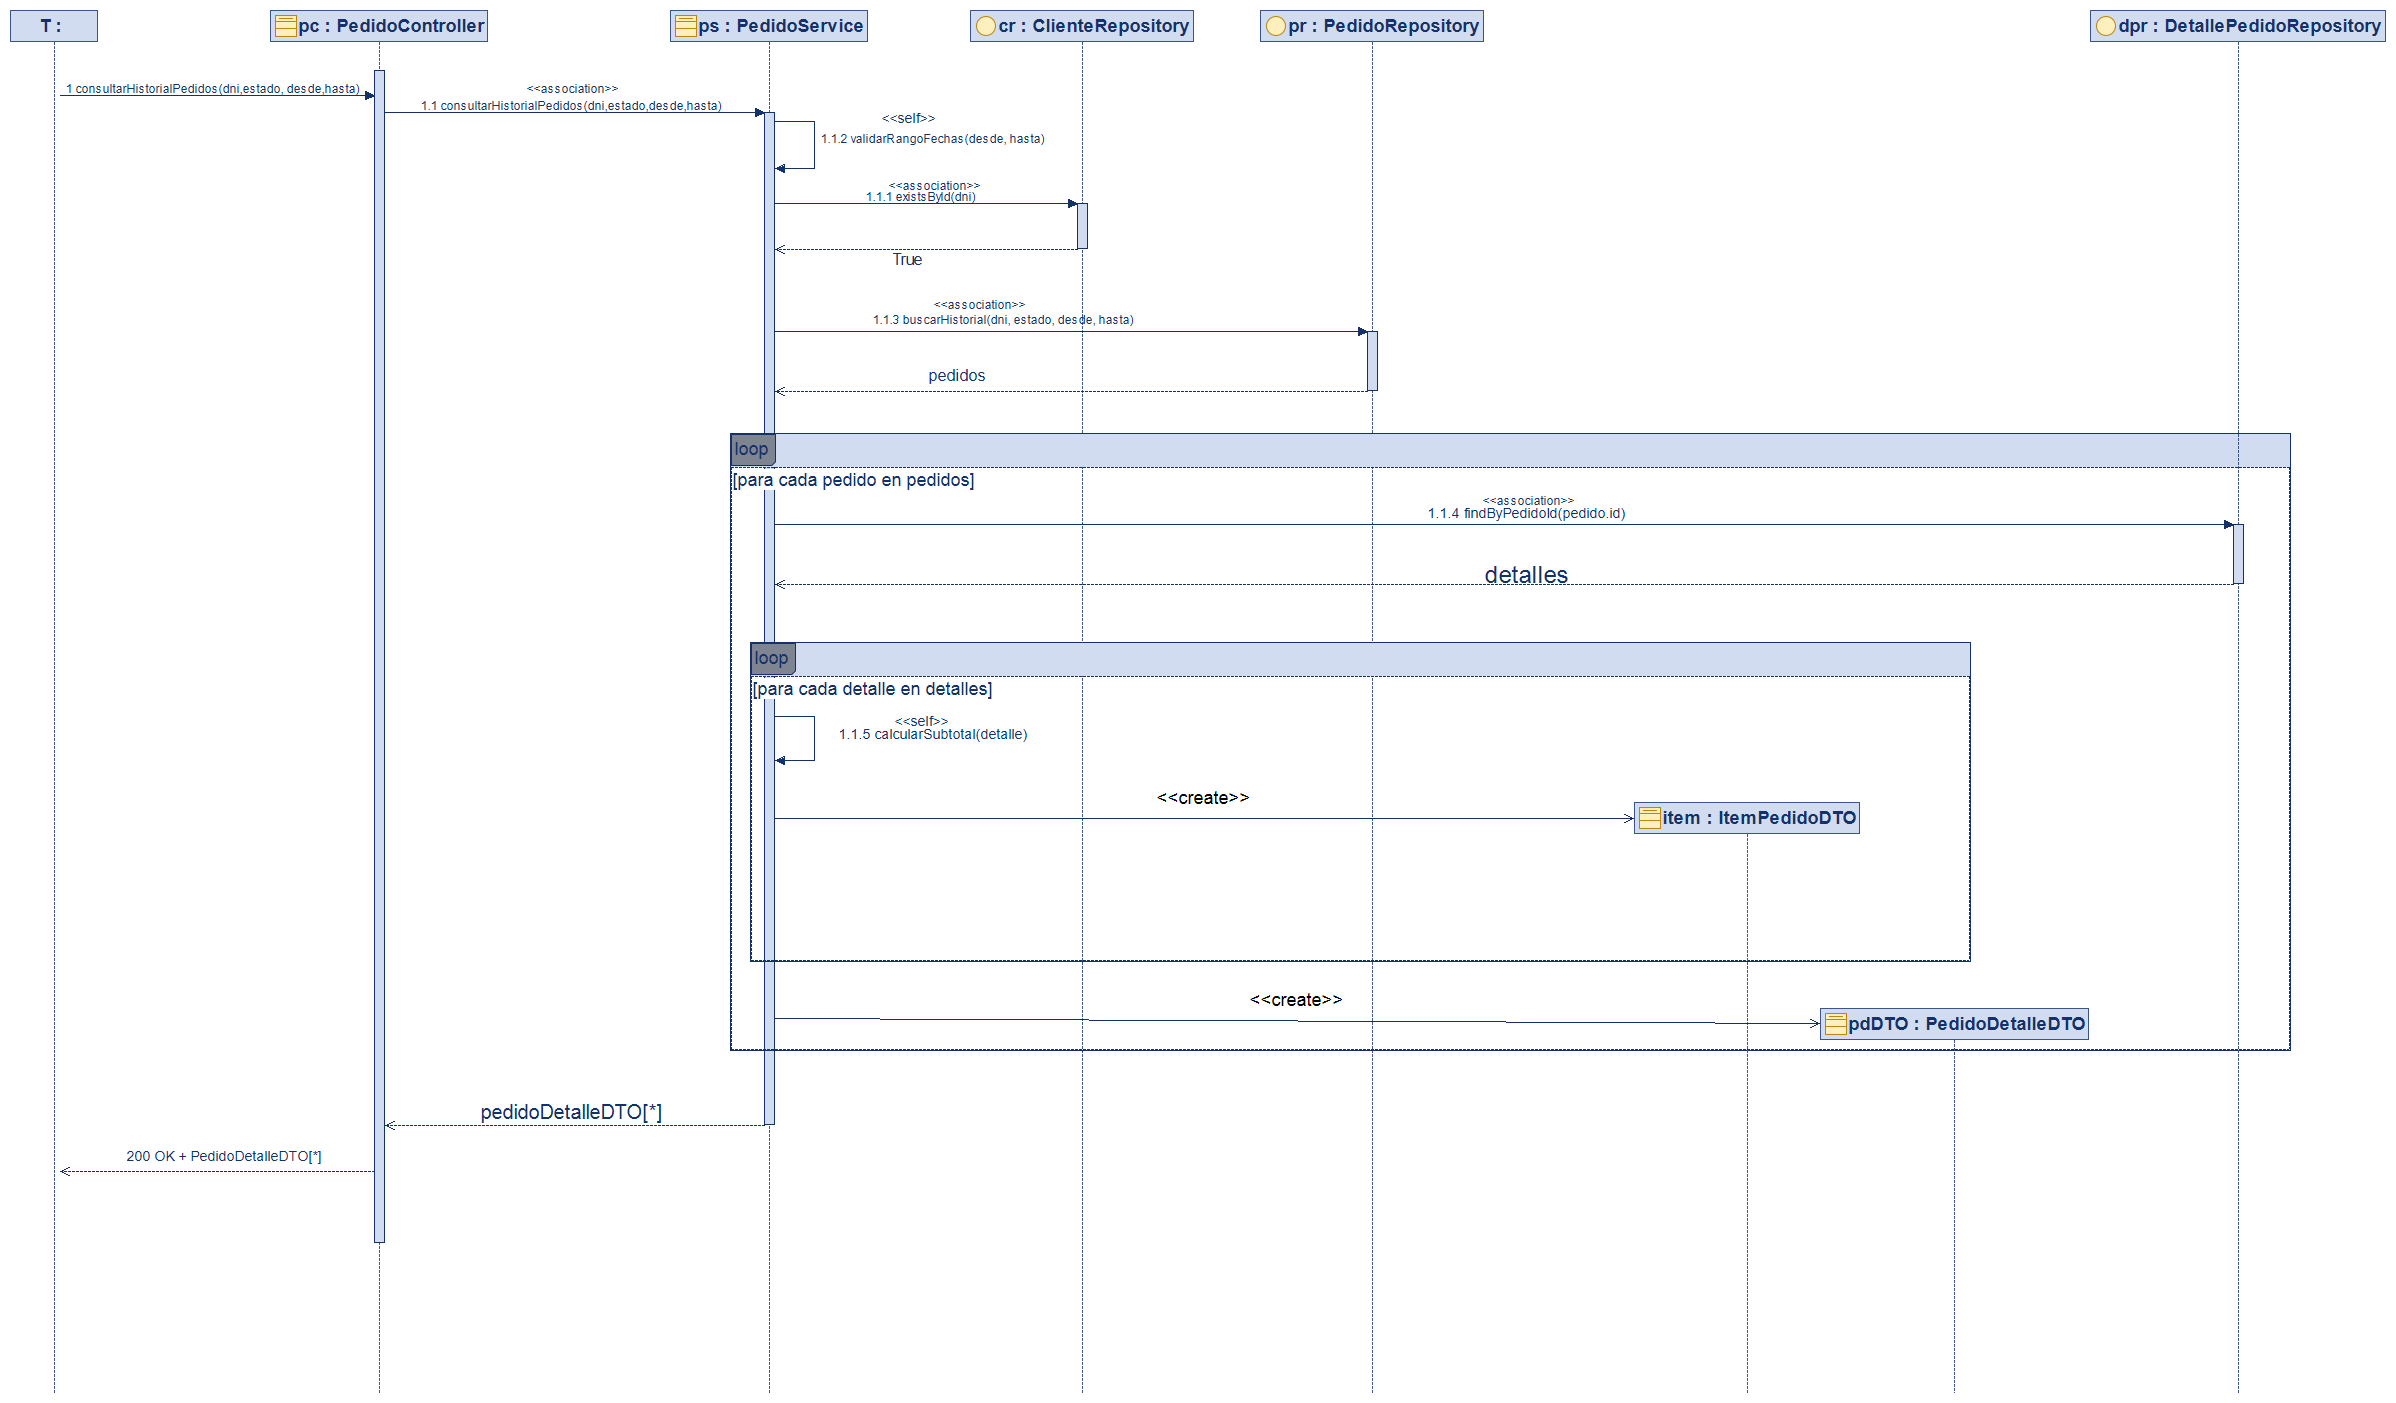 T :
pc : PedidoController
ps : PedidoService
cr : ClienteRepository
pr : PedidoRepository
dpr : DetallePedidoRepository
1 consultarHistorialPedidos(dni,estado, desde,hasta)
<<association>>
1.1 consultarHistorialPedidos(dni,estado,desde,hasta)
<<self>>
1.1.2 validarRangoFechas(desde, hasta)
<<association>>
1.1.1 existsById(dni)
True
<<association>>
1.1.3 buscarHistorial(dni, estado, desde, hasta)
pedidos
loop
[para cada pedido en pedidos]
<<association>>
1.1.4 findByPedidoId(pedido.id)
detalles
loop
[para cada detalle en detalles]
<<self>>
1.1.5 calcularSubtotal(detalle)
<<create>>
item : ItemPedidoDTO
<<create>>
pdDTO : PedidoDetalleDTO
pedidoDetalleDTO[*]
200 OK + PedidoDetalleDTO[*]